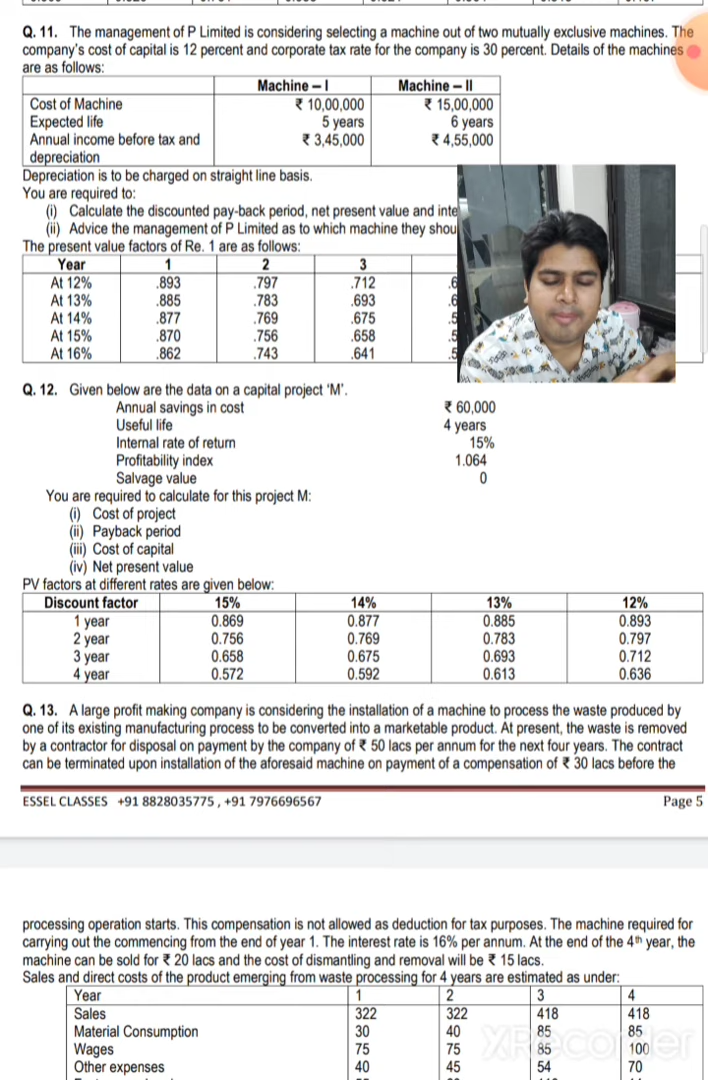 Q. 11. The management of P Limited is considering selecting a machine out of two mutually exclusive machines. The
company's cost of capital is 12 percent and corporate tax rate for the company is 30 percent. Details of the machines
are as follows:
Machine – I Machine – II
Cost of Machine ₹ 10,00,000 ₹ 15,00,000
Expected life 5 years 6 years
Annual income before tax and ₹ 3,45,000 ₹ 4,55,000
depreciation
Depreciation is to be charged on straight line basis.
You are required to:
(i) Calculate the discounted pay-back period, net present value and
(ii) Advice the management of P Limited as to which machine they
The present value factors of Re. 1 are as follows:
Year 1 2 3
At 12% .893 .797 .712
At 13% .885 .783 .693
At 14% .877 .769 .675
At 15% .870 .756 .658
At 16% .862 .743 .641
Q. 12. Given below are the data on a capital project 'M'.
Annual savings in cost ₹ 60,000
Useful life 4 years
Internal rate of return 15%
Profitability index 1.064
Salvage value 0
You are required to calculate for this project M:
(i) Cost of project
(ii) Payback period
(iii) Cost of capital
(iv) Net present value
PV factors at different rates are given below:
Discount factor 15% 14% 13% 12%
1 year 0.869 0.877 0.885 0.893
2 year 0.756 0.769 0.783 0.797
3 year 0.658 0.675 0.693 0.712
4 year 0.572 0.592 0.613 0.636
Q. 13. A large profit making company is considering the installation of a machine to process the waste produced by
one of its existing manufacturing process to be converted into a marketable product. At present, the waste is removed
by a contractor for disposal on payment by the company of ₹ 50 lacs per annum for the next four years. The contract
can be terminated upon installation of the aforesaid machine on payment of a compensation of ₹ 30 lacs before the
ESSEL CLASSES +91 8828035775 , +91 7976696567 Page 5
processing operation starts. This compensation is not allowed as deduction for tax purposes. The machine required for
carrying out the commencing from the end of year 1. The interest rate is 16% per annum. At the end of the 4th year, the
machine can be sold for ₹ 20 lacs and the cost of dismantling and removal will be ₹ 15 lacs.
Sales and direct costs of the product emerging from waste processing for 4 years are estimated as under:
Year 1 2 3 4
Sales 322 322 418 418
Material Consumption 30 40 85 85
Wages 75 75 85 100
Other expenses 40 45 54 70
XRecorder